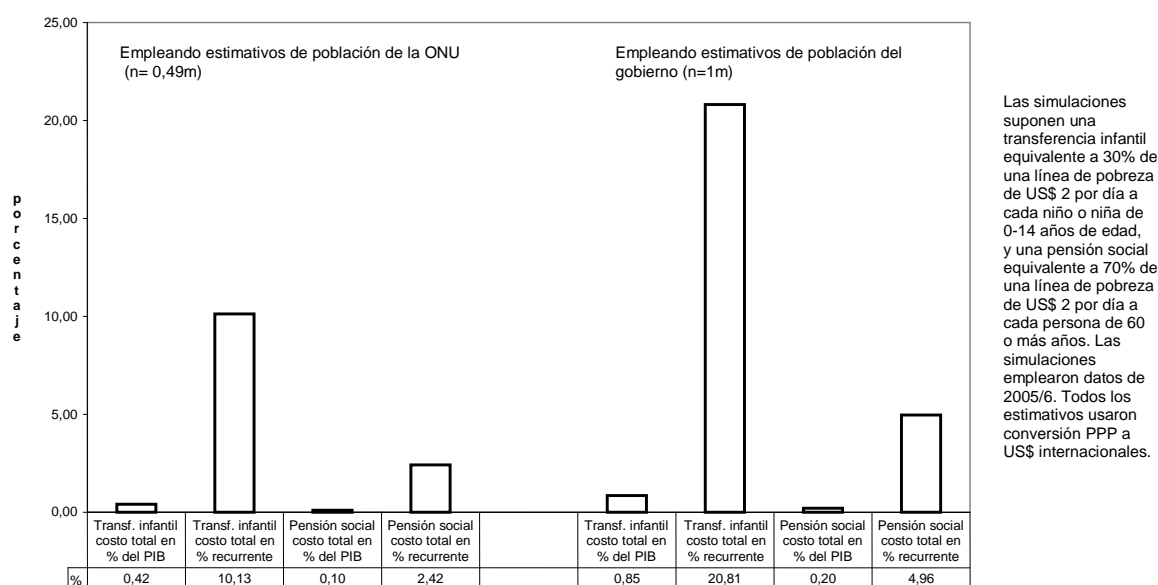 25,00
20,00
15,00
10,00
5,00
0,00
porcentaje
Empleando estimativos de población de la ONU
(n= 0,49m)
Empleando estimativos de población del
gobierno (n=1m)
Transf. infantil
costo total en
% del PIB
Transf. infantil
costo total en
% recurrente
Pensión social
costo total en
% del PIB
Pensión social
costo total en
% recurrente
Transf. infantil
costo total en
% del PIB
Transf. infantil
costo total en
% recurrente
Pensión social
costo total en
% del PIB
Pensión social
costo total en
% recurrente
% 0,42 10,13 0,10 2,42 0,85 20,81 0,20 4,96
Las simulaciones
suponen una
transferencia infantil
equivalente a 30% de
una línea de pobreza
de US$ 2 por día a
cada niño o niña de
0-14 años de edad,
y una pensión social
equivalente a 70% de
una línea de pobreza
de US$ 2 por día a
cada persona de 60
o más años. Las
simulaciones
emplearon datos de
2005/6. Todos los
estimativos usaron
conversión PPP a
US$ internacionales.